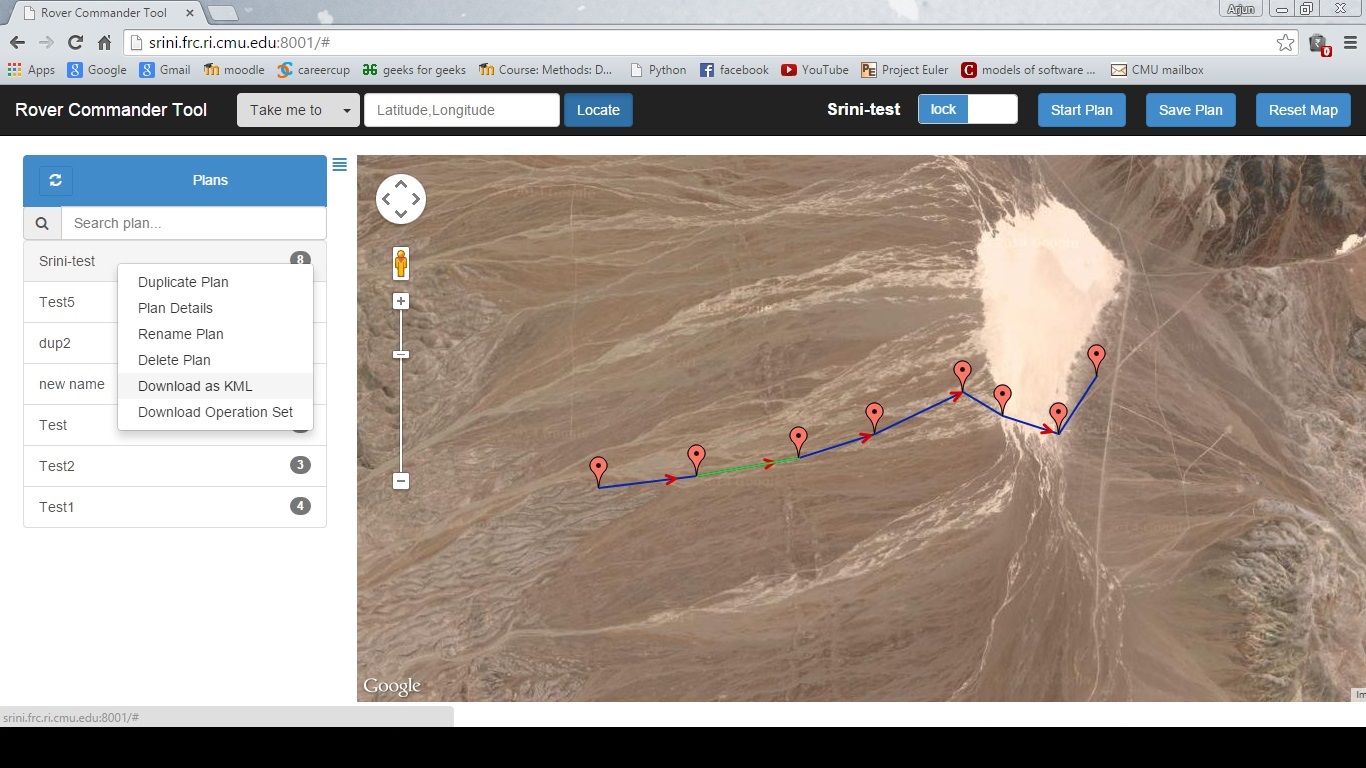 Rover Commander Tool
Arjun
srini.frc.ri.cmu.edu:8001/#
0
Apps Google Gmail moodle careercup geeks for geeks Course: Methods: D... Python facebook YouTube Project Euler models of software ... CMU mailbox
Rover Commander Tool Take me to Latitude,Longitude Locate Srini-test lock Start Plan Save Plan Reset Map
Plans
Search plan...
Srini-test 8
Duplicate Plan
Test5
Plan Details
Rename Plan
dup2
Delete Plan
new name
Download as KML
Download Operation Set
Test
Test2 3
Test1 4
Google
Im
srini.frc.ri.cmu.edu:8001/#